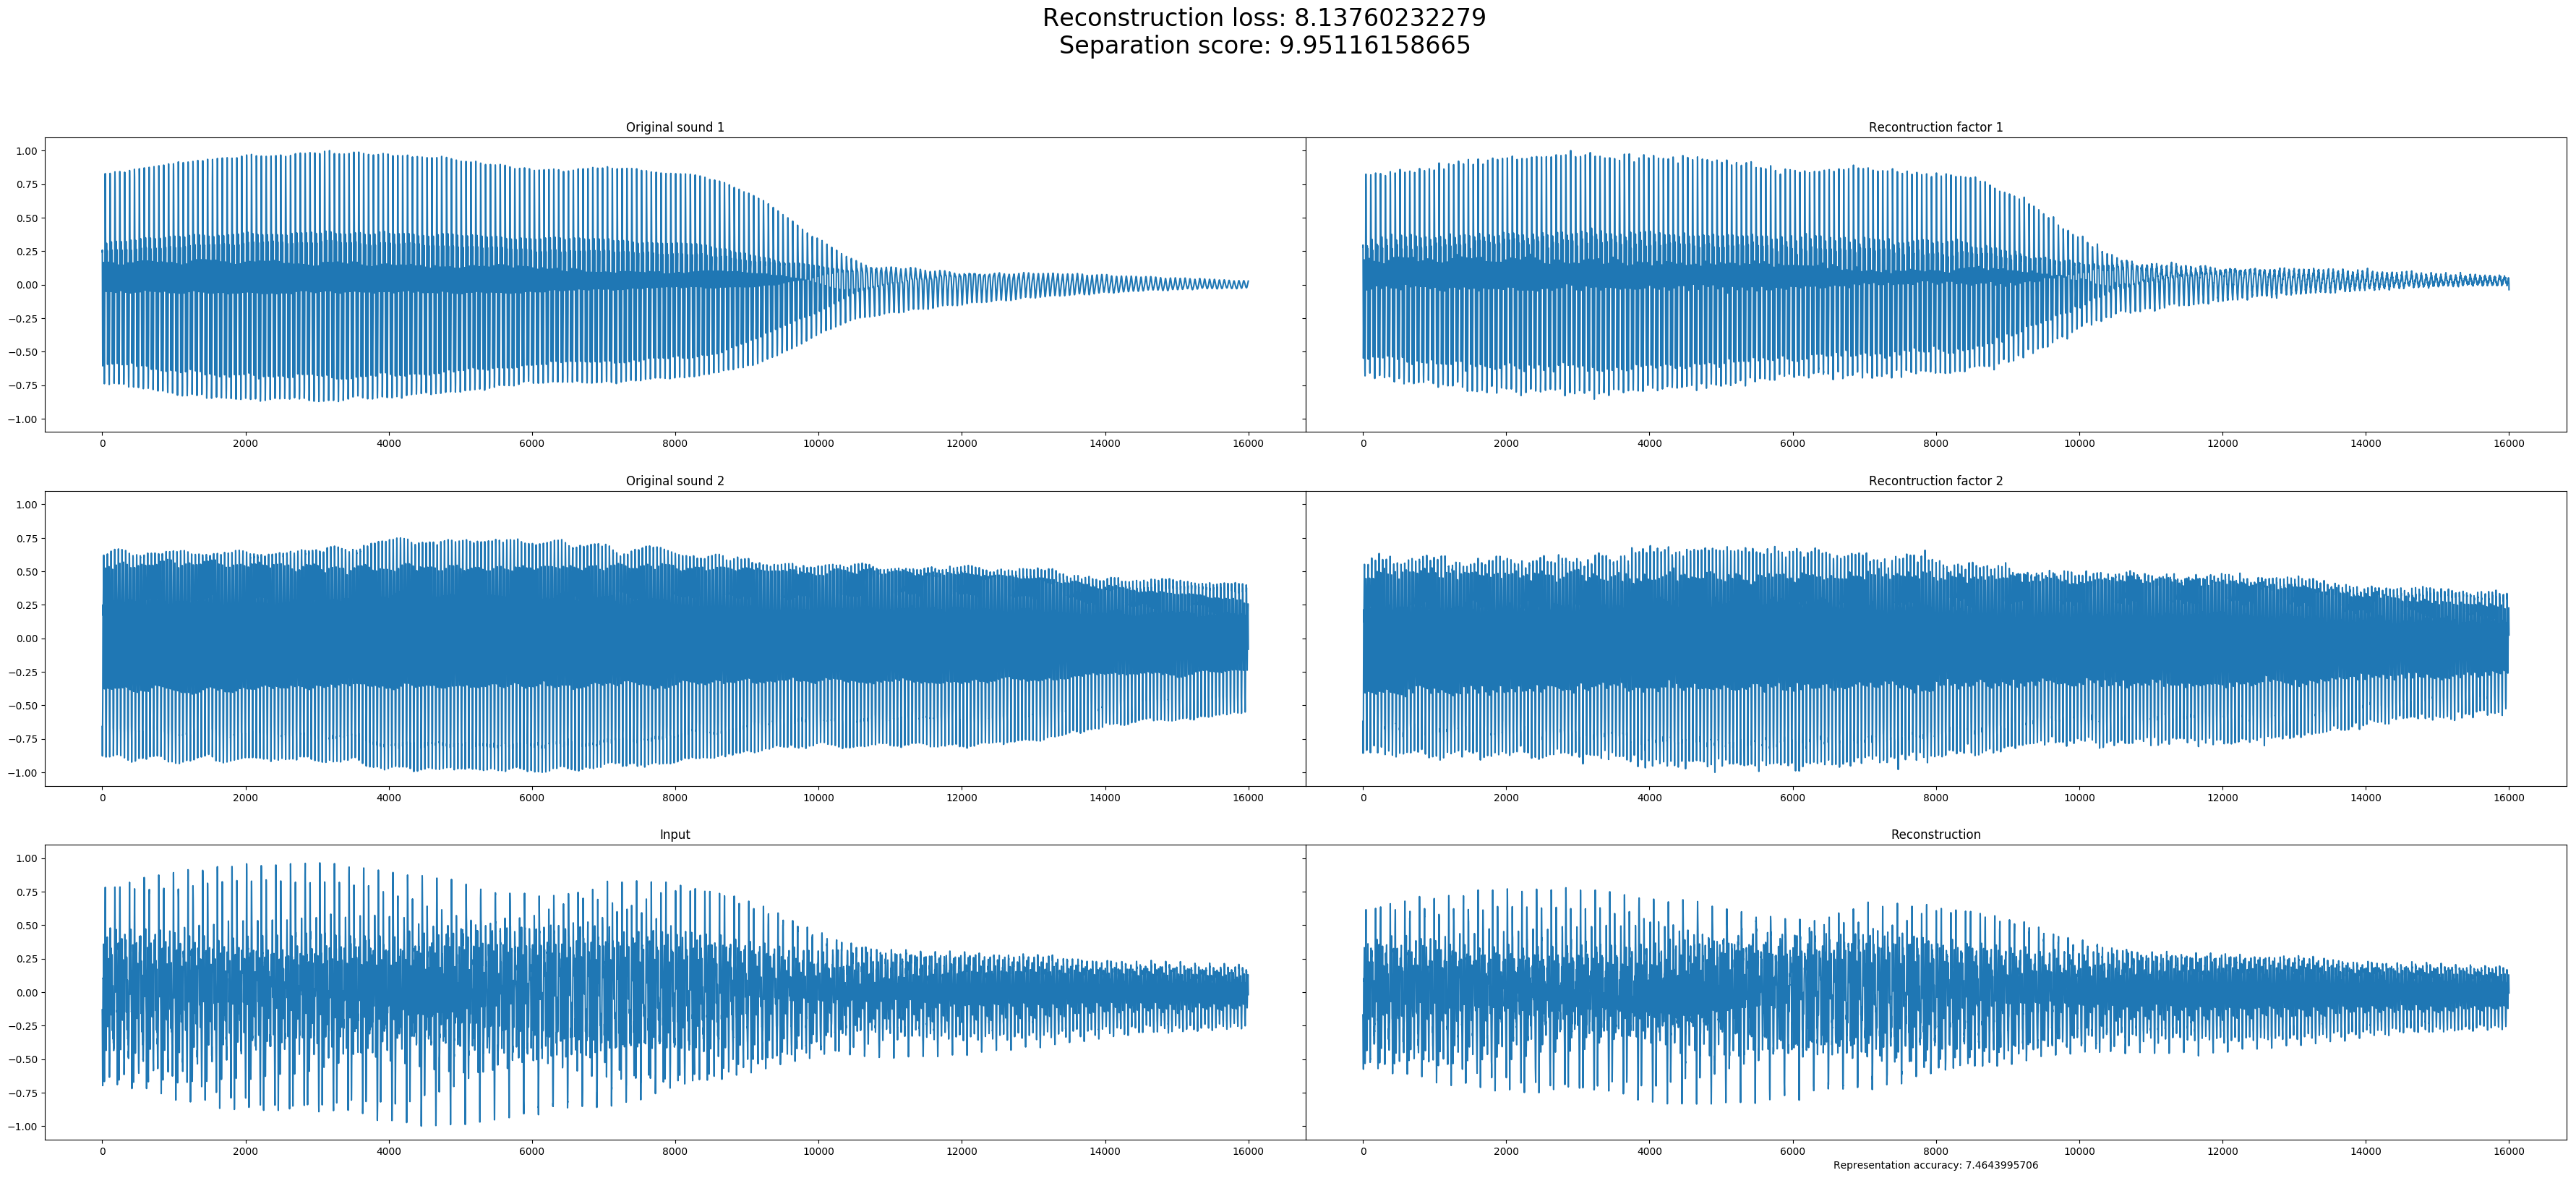 Reconstruction loss: 8.13760232279
Separation score: 9.95116158665
Original sound 1
Recontruction factor 1
1.00
0.75
0.50
0.25
0.00
−0.25
−0.50
−0.75
−1.00
0 2000 4000 6000 8000 10000 12000 14000 16000
0 2000 4000 6000 8000 10000 12000 14000 16000
Original sound 2
Recontruction factor 2
1.00
0.75
0.50
0.25
0.00
−0.25
−0.50
−0.75
−1.00
0 2000 4000 6000 8000 10000 12000 14000 16000
0 2000 4000 6000 8000 10000 12000 14000 16000
Input
Reconstruction
1.00
0.75
0.50
0.25
0.00
−0.25
−0.50
−0.75
−1.00
0 2000 4000 6000 8000 10000 12000 14000 16000
0 2000 4000 6000 8000 10000 12000 14000 16000
Representation accuracy: 7.4643995706